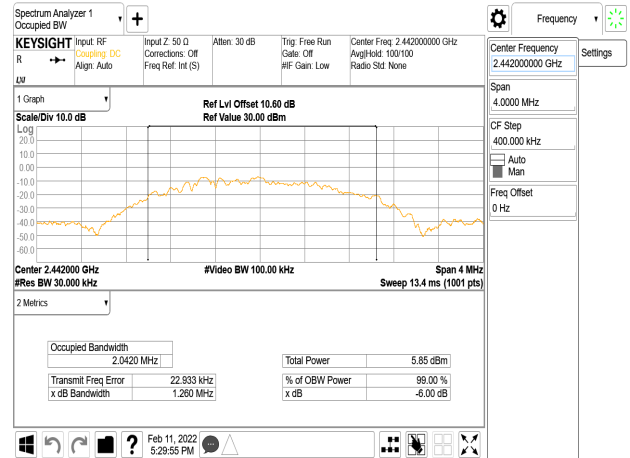 Spectrum Analyzer 1
Occupied BW
Frequency
KEYSIGHT
R
Input: RF
Coupling: DC
Align: Auto
Input Z: 50 Ω
Corrections: Off
Freq Ref: Int (S)
Atten: 30 dB
Trig: Free Run
Gate: Off
#IF Gain: Low
Center Freq: 2.442000000 GHz
Avg|Hold: 100/100
Radio Std: None
Center Frequency
2.442000000 GHz
Settings
Span
4.0000 MHz
CF Step
400.000 kHz
Auto
Man
Freq Offset
0 Hz
1 Graph
Scale/Div 10.0 dB
Ref Lvl Offset 10.60 dB
Ref Value 30.00 dBm
Log
20.0
10.0
0.00
-10.0
-20.0
-30.0
-40.0
-50.0
-60.0
Center 2.442000 GHz
#Video BW 100.00 kHz
Span 4 MHz
#Res BW 30.000 kHz
Sweep 13.4 ms (1001 pts)
2 Metrics
Occupied Bandwidth
2.0420 MHz
Total Power 5.85 dBm
Transmit Freq Error 22.933 kHz
% of OBW Power 99.00 %
x dB Bandwidth 1.260 MHz
x dB -6.00 dB
?
Feb 11, 2022
5:29:55 PM